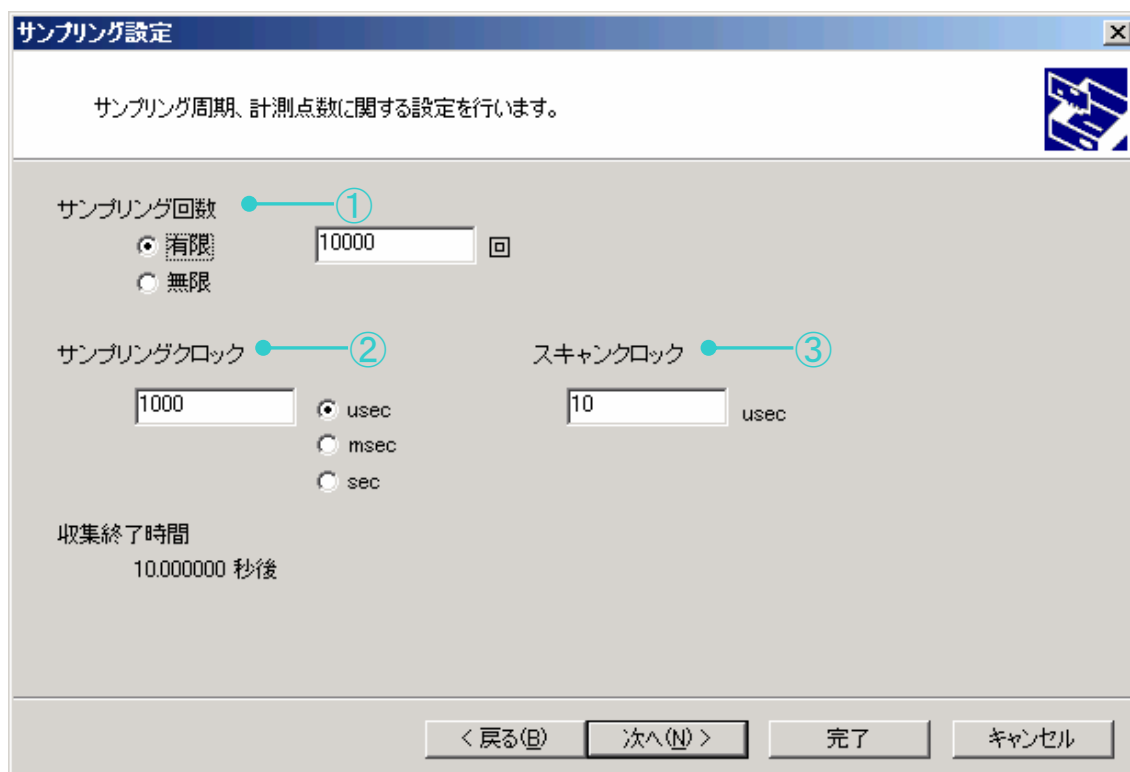 サンプリング設定
サンプリング周期、計測点数に関する設定を行います。
サンプリング回数 ①
有限 10000 回
無限
サンプリングクロック ② スキャンクロック ③
1000 usec 10 usec
msec
sec
収集終了時間
10.000000 秒後
< 戻る(B) 次へ(N) > 完了 キャンセル